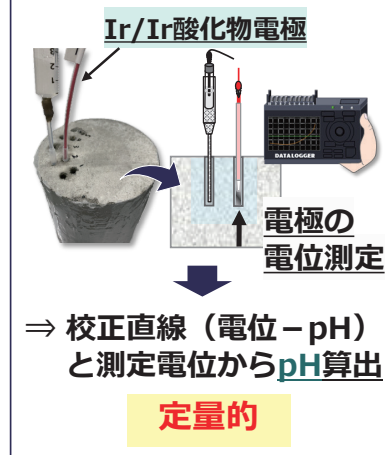 Ir/Ir酸化物電極
DATALOGGER
電極の
電位測定
⇒ 校正直線（電位－pH）
と測定電位からpH算出
定量的